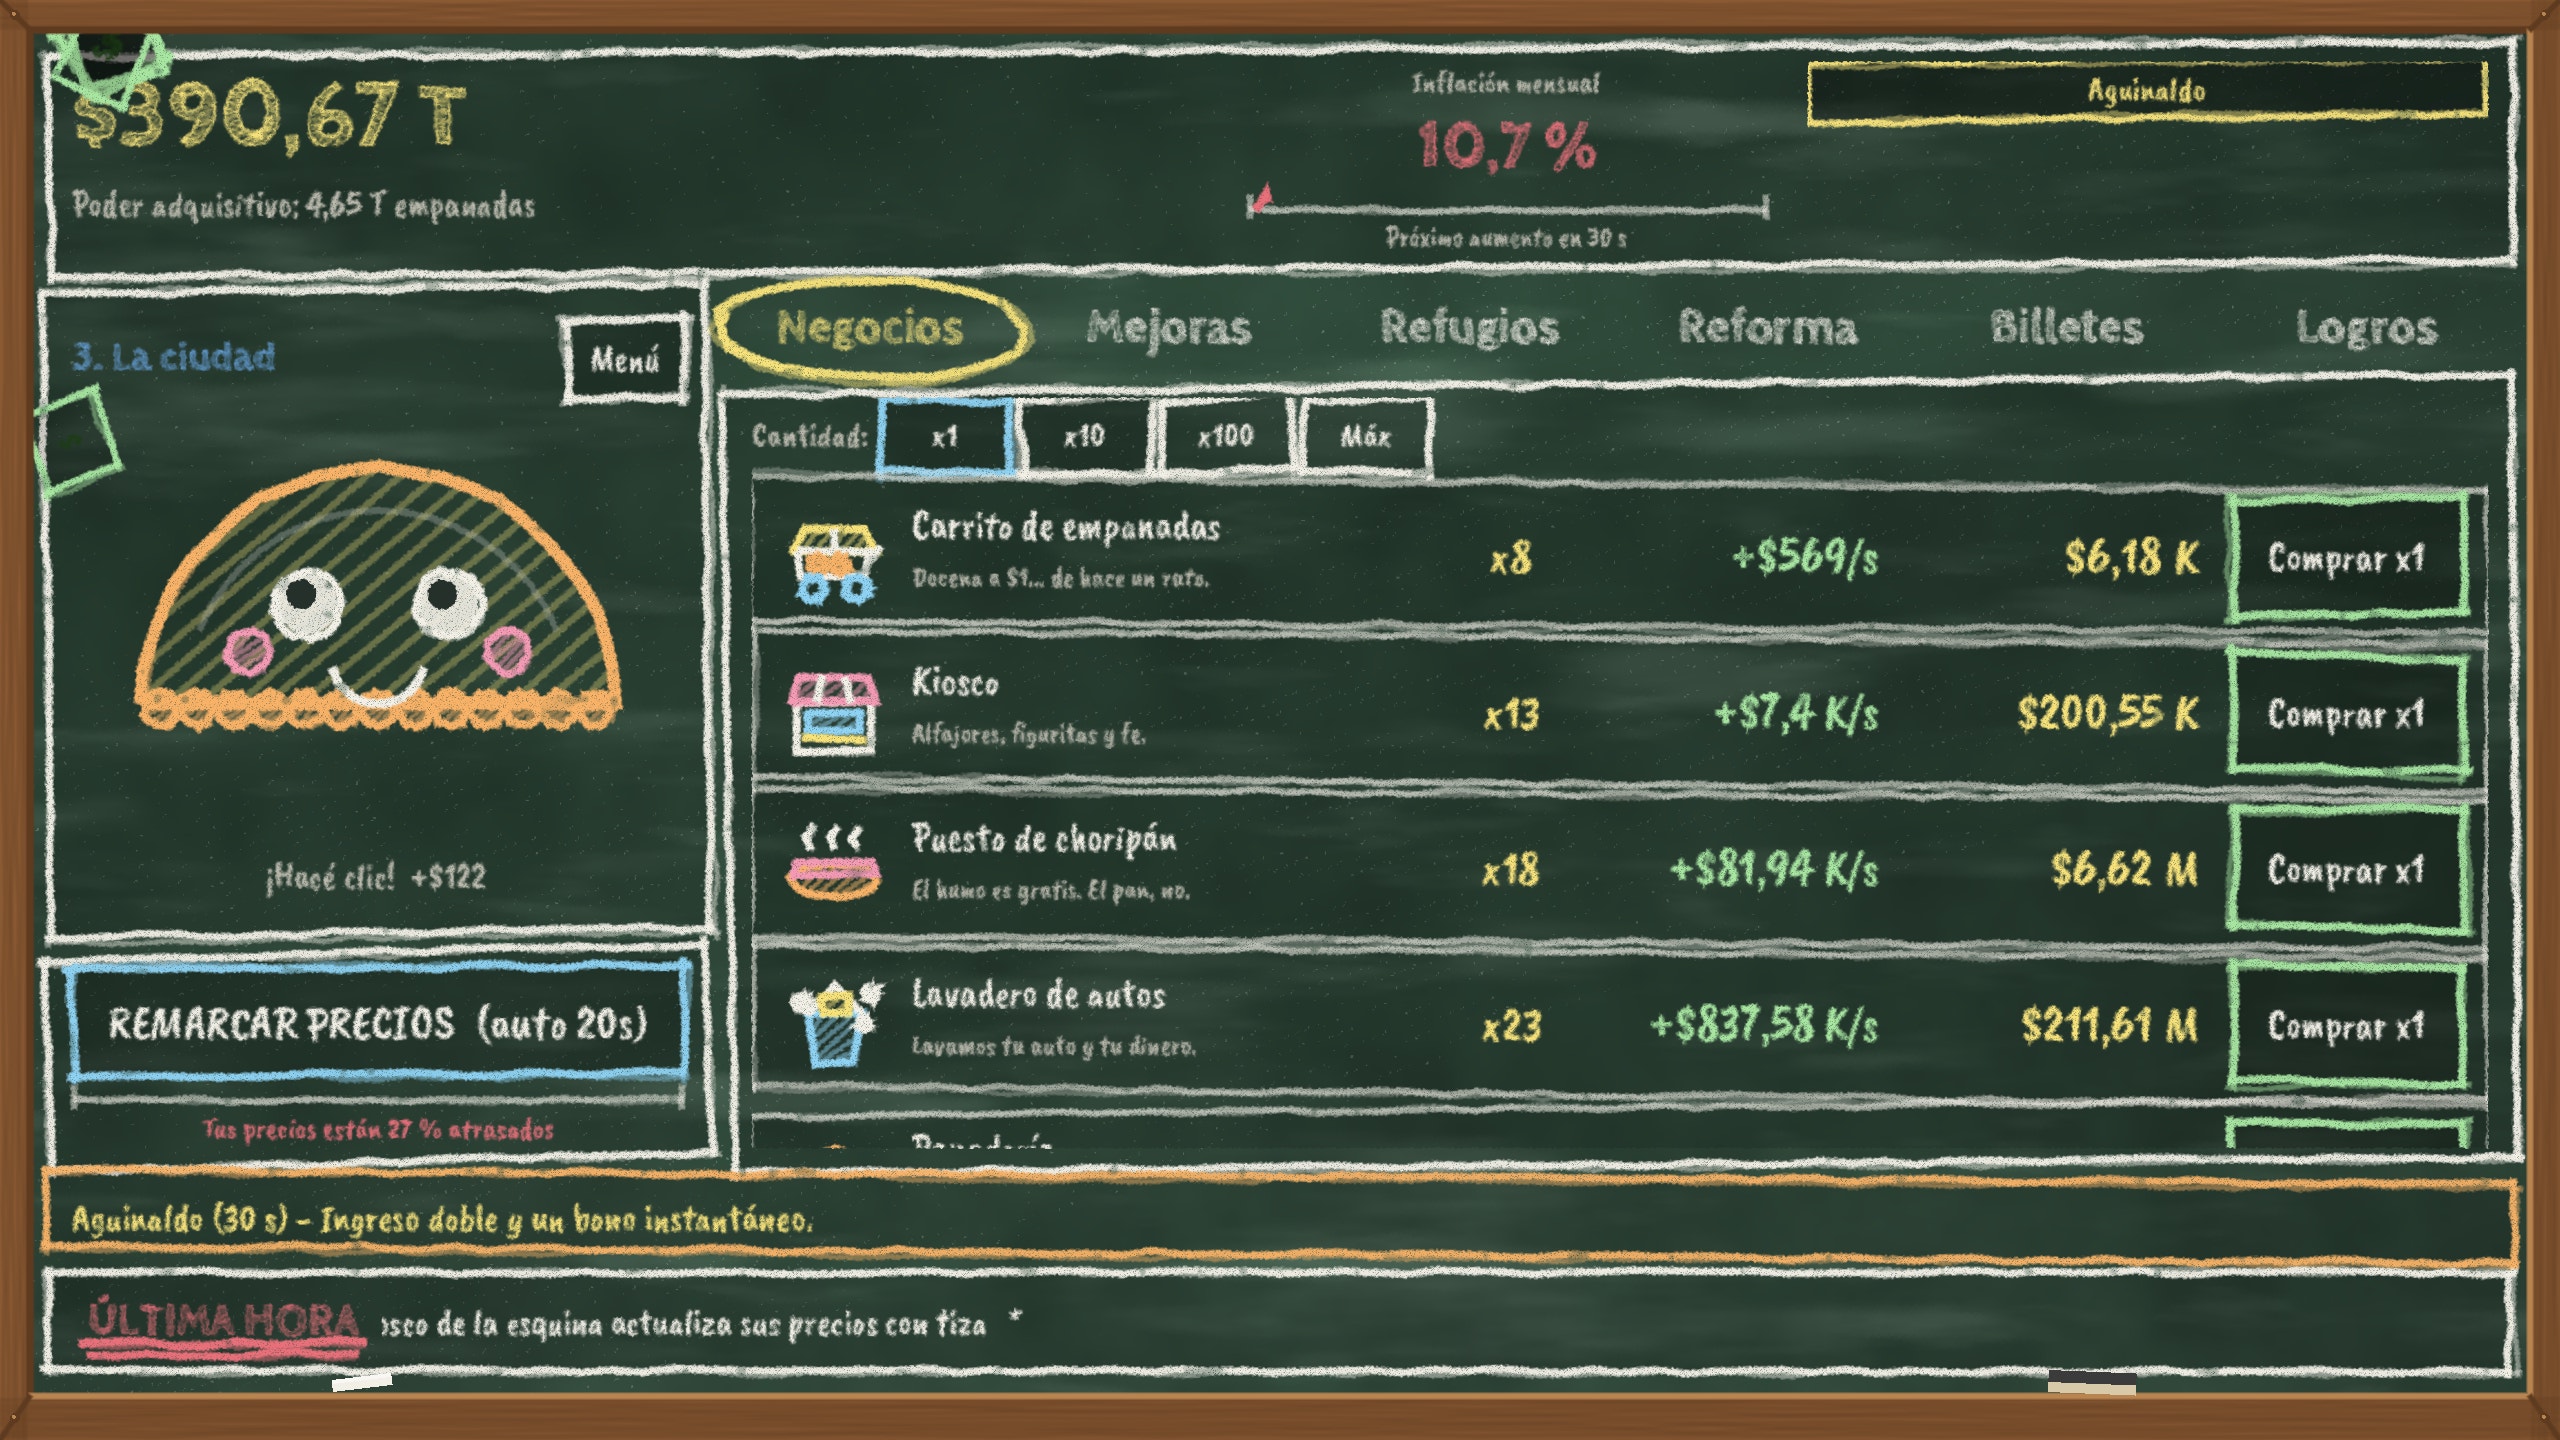 $390,67 T
Poder adquisitivo: 4,65 T empanadas
Inflación mensual
10,7 %
Próximo aumento en 30 s
Aguinaldo
3. La ciudad
Menú
¡Hacé clic! +$122
REMARCAR PRECIOS (auto 20s)
Tus precios están 27 % atrasados
Negocios Mejoras Refugios Reforma Billetes Logros
Cantidad: x1 x10 x100 Máx
Carrito de empanadas
Docena a $1... de hace un rato.
x8 +$569/s $6,18 K Comprar x1
Kiosco
Alfajores, figuritas y fe.
x13 +$7,4 K/s $200,55 K Comprar x1
Puesto de choripán
El humo es gratis. El pan, no.
x18 +$81,94 K/s $6,62 M Comprar x1
Lavadero de autos
Lavamos tu auto y tu dinero.
x23 +$837,58 K/s $211,61 M Comprar x1
Aguinaldo (30 s) – Ingreso doble y un bono instantáneo.
ÚLTIMA HORA
osco de la esquina actualiza sus precios con tiza *